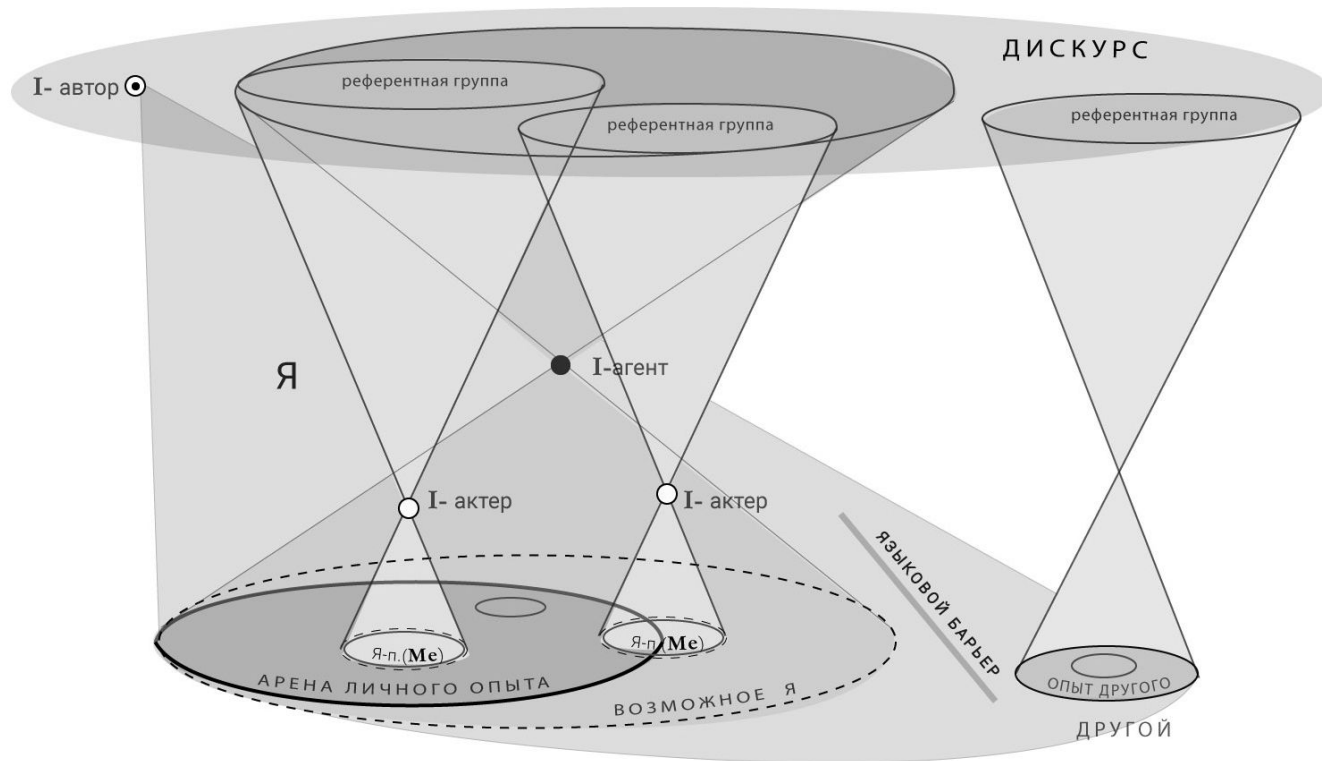 ДИСКУРС
I- автор
референтная группа
референтная группа
референтная группа
Я
I-агент
I- актер
I- актер
ЯЗЫКОВОЙ БАРЬЕР
Я-п.(Me)
Я-п.(Me)
АРЕНА ЛИЧНОГО ОПЫТА
ВОЗМОЖНОЕ Я
ОПЫТ ДРУГОГО
ДРУГОЙ